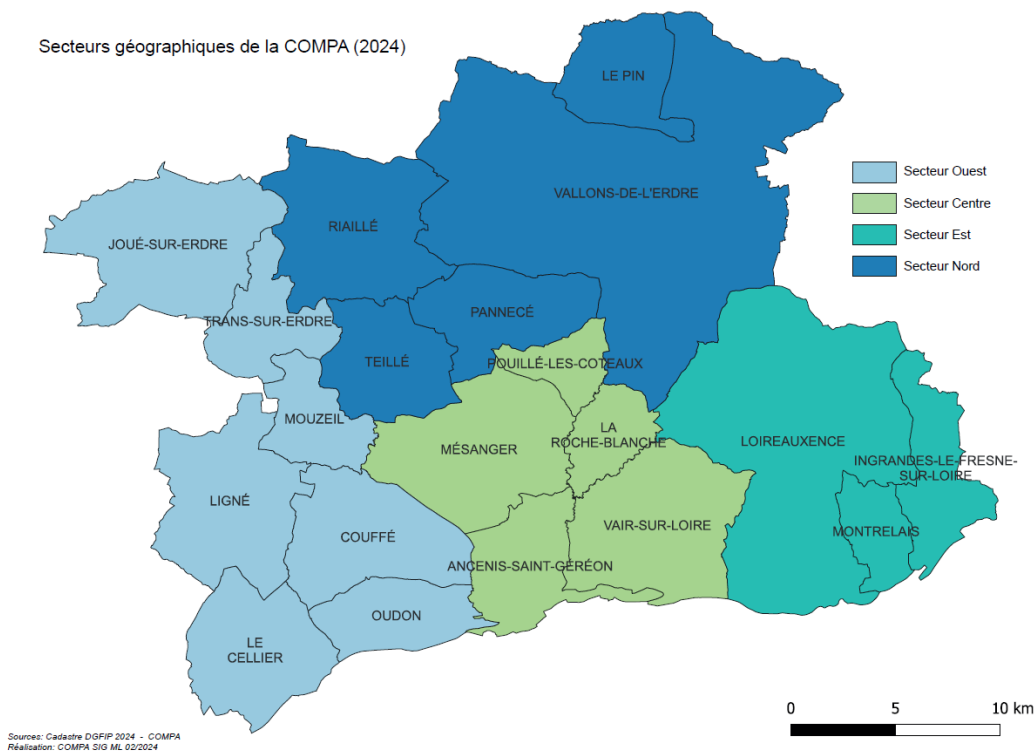 Secteurs géographiques de la COMPA (2024)
LE PIN
Secteur Ouest
VALLONS-DE-L'ERDRE
Secteur Centre
RIAILLÉ
Secteur Est
JOUÉ-SUR-ERDRE
Secteur Nord
PANNECÉ
TRANS-SUR-ERDRE
TEILLÉ
POUILLÉ-LES-COTEAUX
MOUZEIL
LA
ROCHE-BLANCHE
LOIREAUXENCE
MÉSANGER
INGRANDES-LE-FRESNE-
SUR-LOIRE
LIGNÉ
VAIR-SUR-LOIRE
MONTRELAIS
COUFFÉ
ANCENIS-SAINT-GÉRÉON
OUDON
LE
CELLIER
0 5 10 km
Sources: Cadastre DGFIP 2024 - COMPA
Réalisation: COMPA SIG ML 02/2024